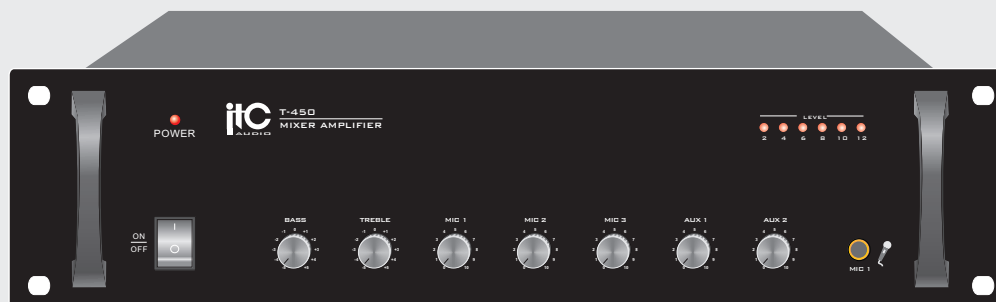 itC
AUDIO
T-450
MIXER AMPLIFIER
POWER
LEVEL
2 4 6 8 10 12
ON
OFF
BASS
TREBLE
MIC 1
MIC 2
MIC 3
AUX 1
AUX 2
MIC 1